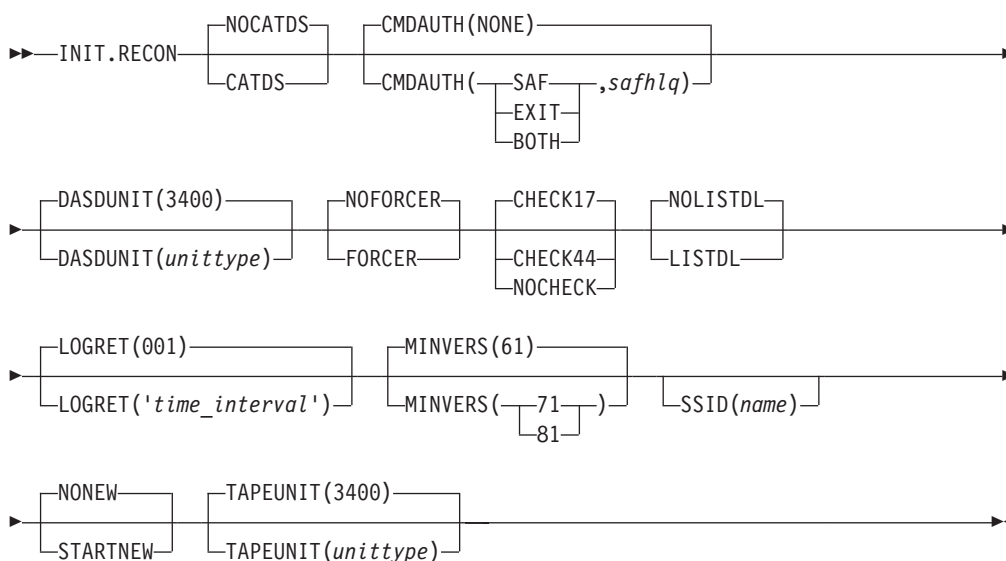 NOCATDS CMDAUTH(NONE)
INIT.RECON
CATDS CMDAUTH( SAF ,safhlq)
EXIT
BOTH
DASDUNIT(3400) NOFORCER CHECK17 NOLISTDL
DASDUNIT(unittype) FORCER CHECK44 LISTDL
NOCHECK
LOGRET(001) MINVERS(61)
LOGRET('time_interval') MINVERS( 71 ) SSID(name)
81
NONEW TAPEUNIT(3400)
STARTNEW TAPEUNIT(unittype)